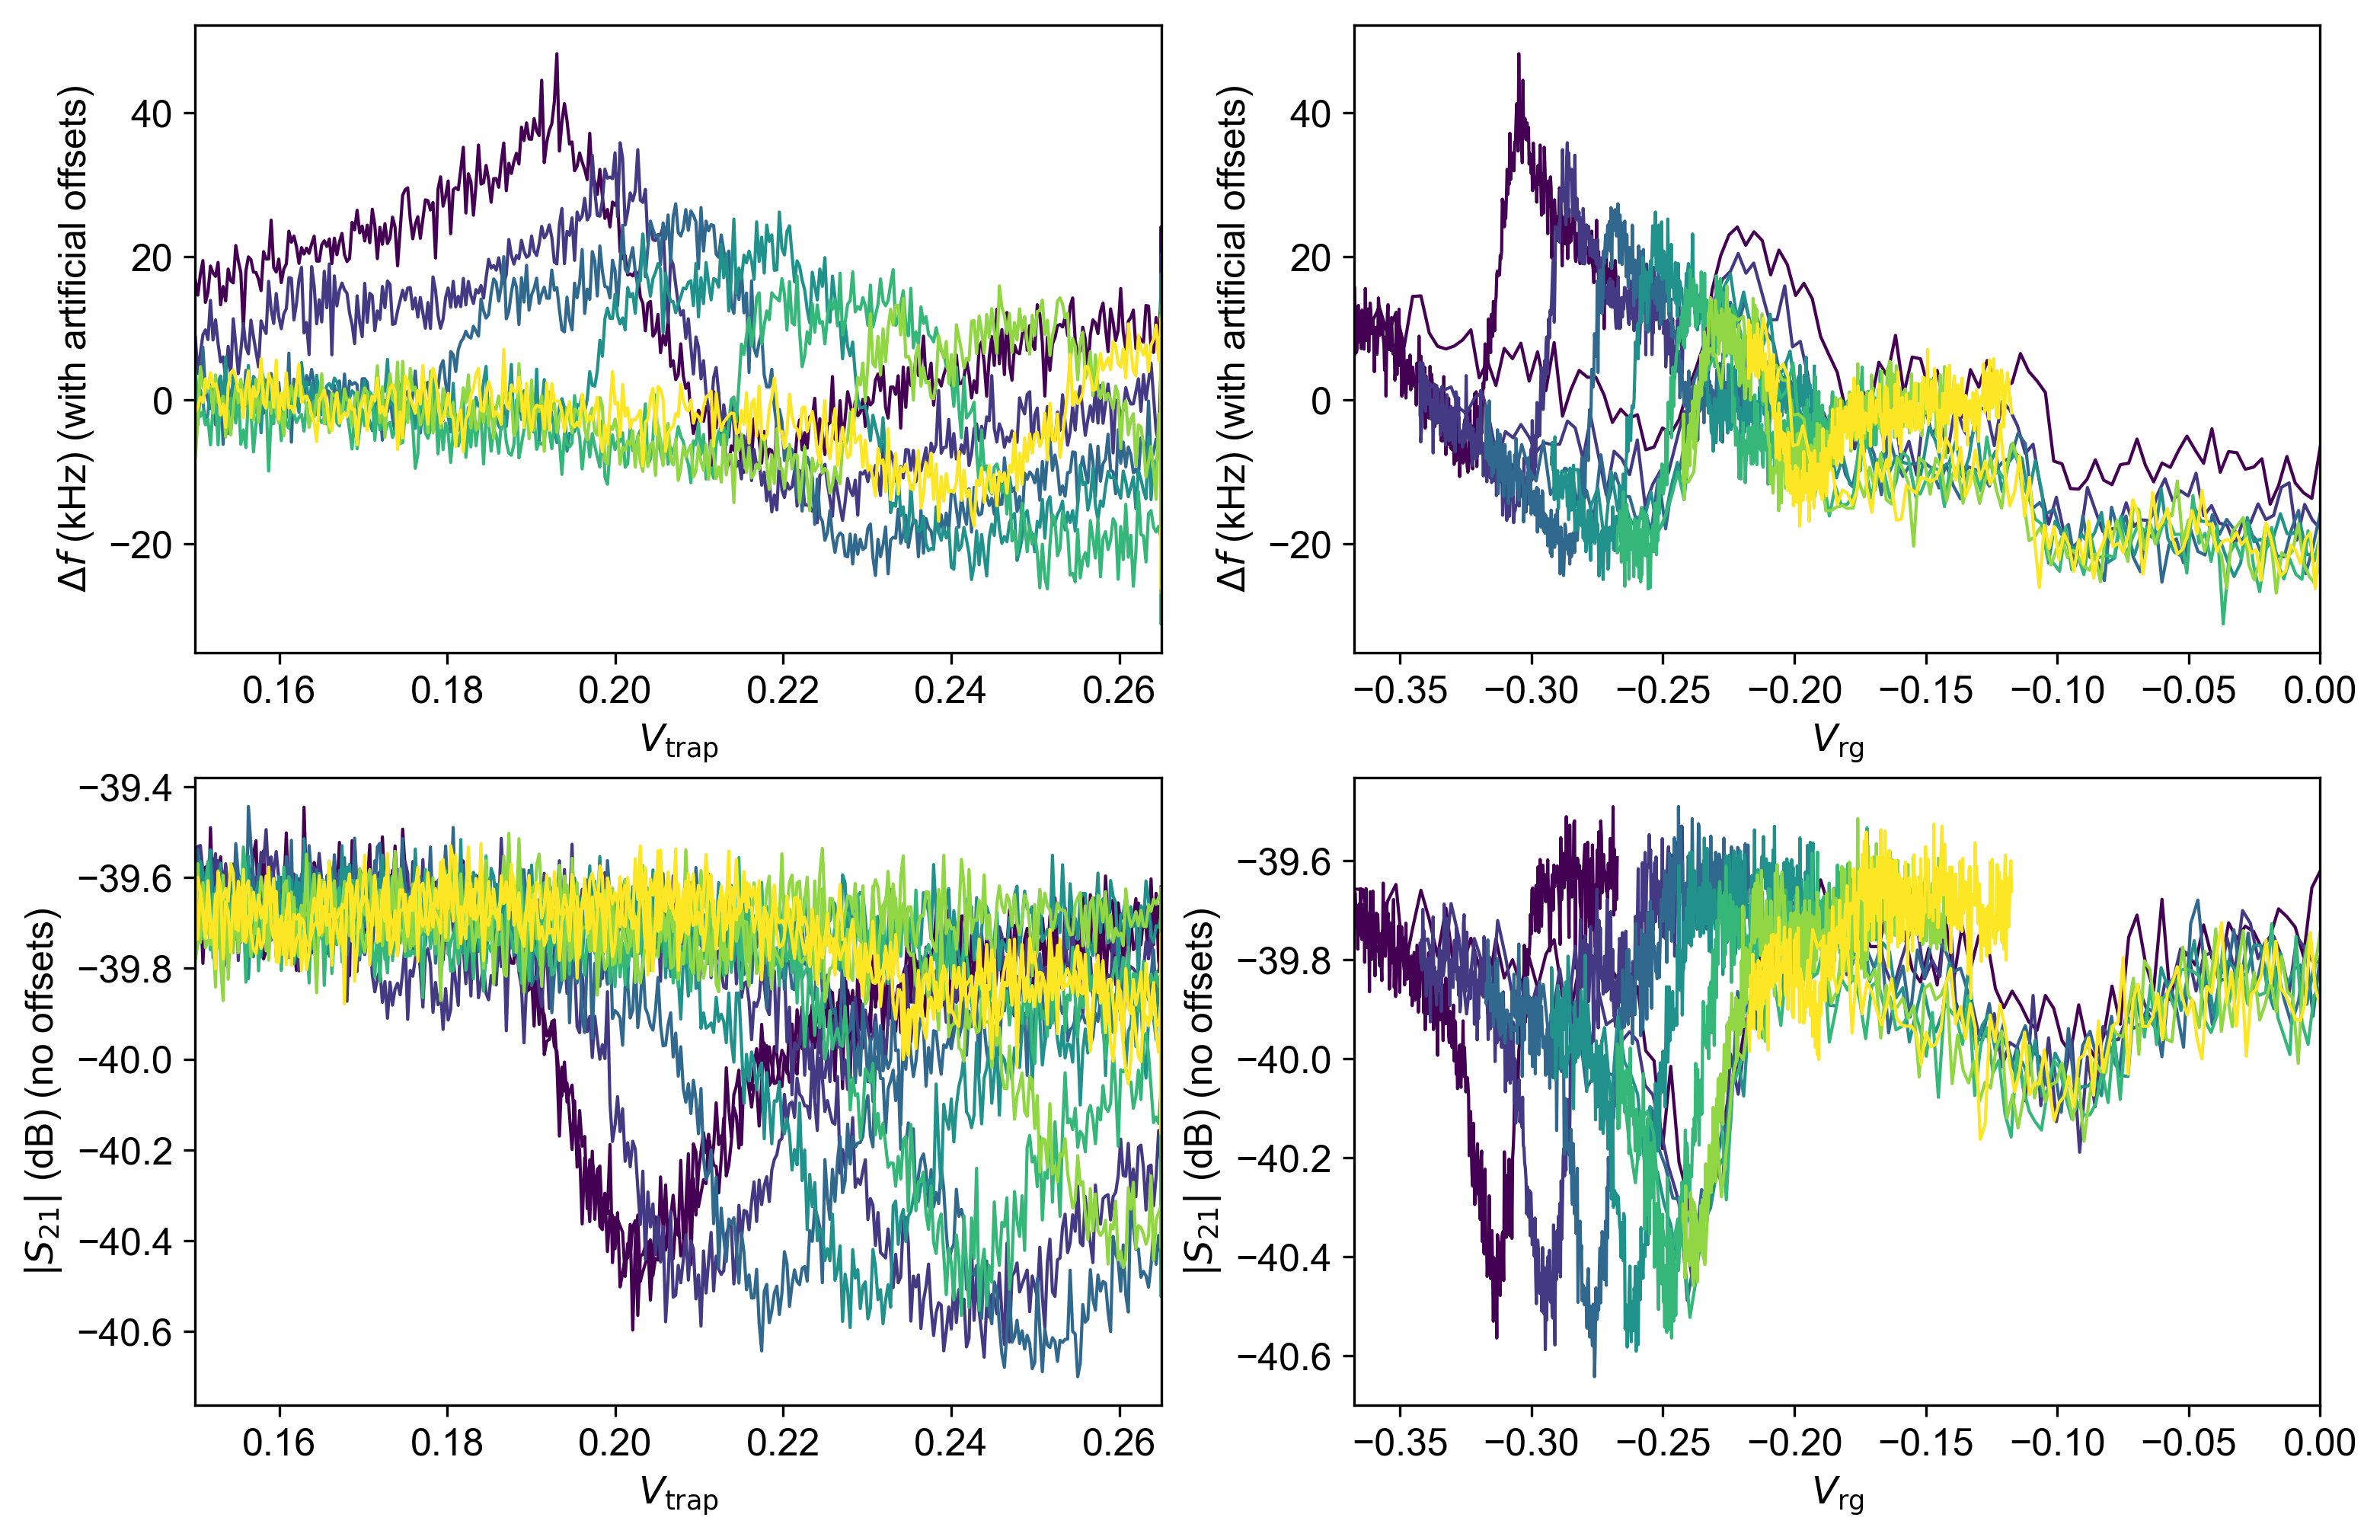 40
20
0
−20
Δf (kHz) (with artificial offsets)
0.16 0.18 0.20 0.22 0.24 0.26
V_trap
40
20
0
−20
Δf (kHz) (with artificial offsets)
−0.35 −0.30 −0.25 −0.20 −0.15 −0.10 −0.05 0.00
V_rg
−39.4
−39.6
−39.8
−40.0
−40.2
−40.4
−40.6
|S_21| (dB) (no offsets)
0.16 0.18 0.20 0.22 0.24 0.26
V_trap
−39.6
−39.8
−40.0
−40.2
−40.4
−40.6
|S_21| (dB) (no offsets)
−0.35 −0.30 −0.25 −0.20 −0.15 −0.10 −0.05 0.00
V_rg